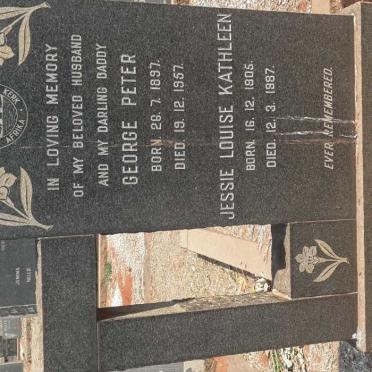 IN LOVING MEMORY
OF MY BELOVED HUSBAND
AND MY DARLING DADDY
GEORGE PETER
BORN 26. 7. 1897.
DIED 19. 12. 1957.
JESSIE LOUISE KATHLEEN
BORN. 16. 12. 1905.
DIED. 12. 3. 1987.
EVER REMEMBERED.
AFRIKA